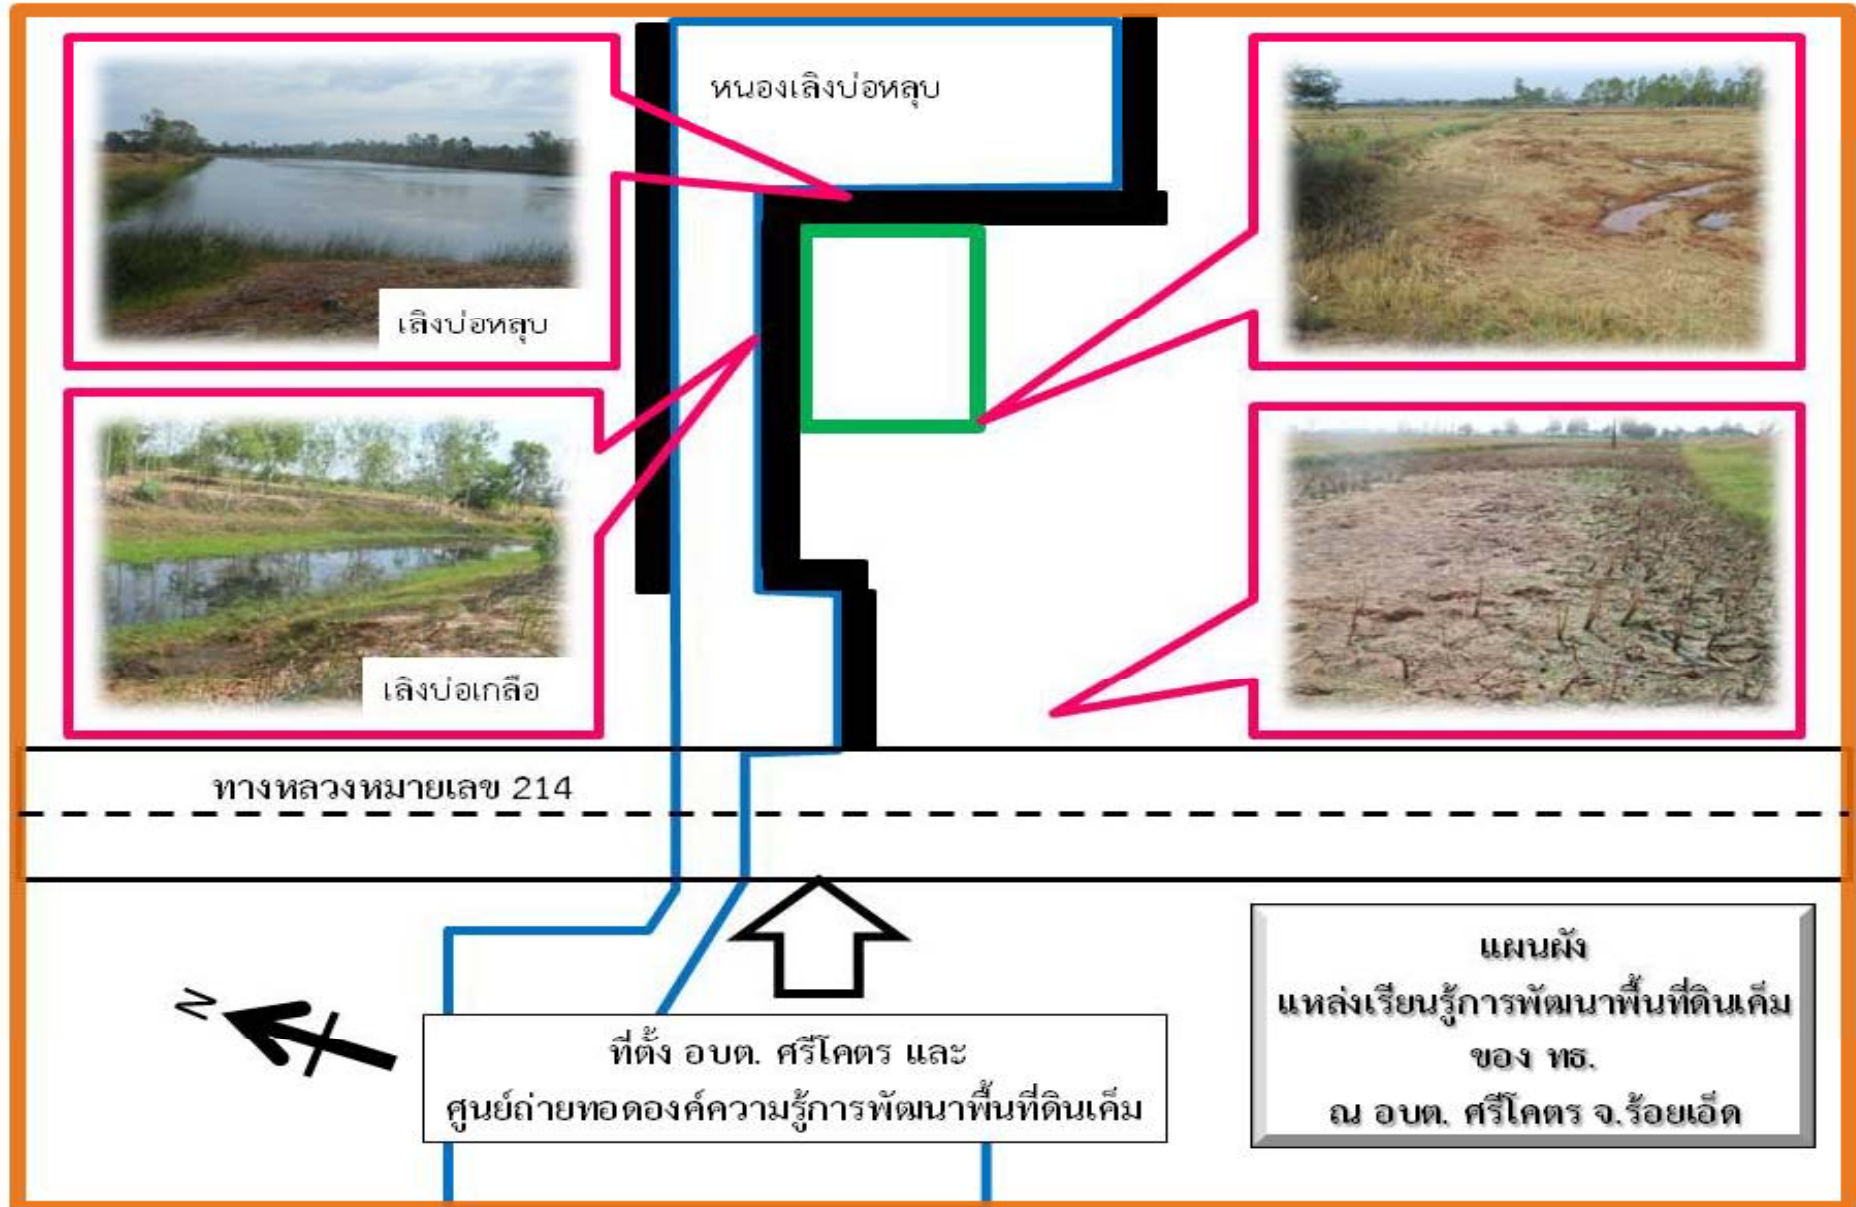 หนองเลิงบ่อหลุบ
เลิงบ่อหลุบ
เลิงบ่อเกลือ
ทางหลวงหมายเลข 214
N
ที่ตั้ง อบต. ศรีโคตร และ
ศูนย์ถ่ายทอดองค์ความรู้การพัฒนาพื้นที่ดินเค็ม
แผนผัง
แหล่งเรียนรู้การพัฒนาพื้นที่ดินเค็ม
ของ ทธ.
ณ อบต. ศรีโคตร จ.ร้อยเอ็ด